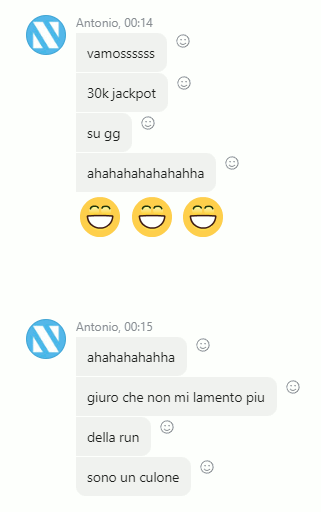 Antonio, 00:14
vamossssss
30k jackpot
su gg
ahahahahahahahha
Antonio, 00:15
ahahahahahha
giuro che non mi lamento piu
della run
sono un culone